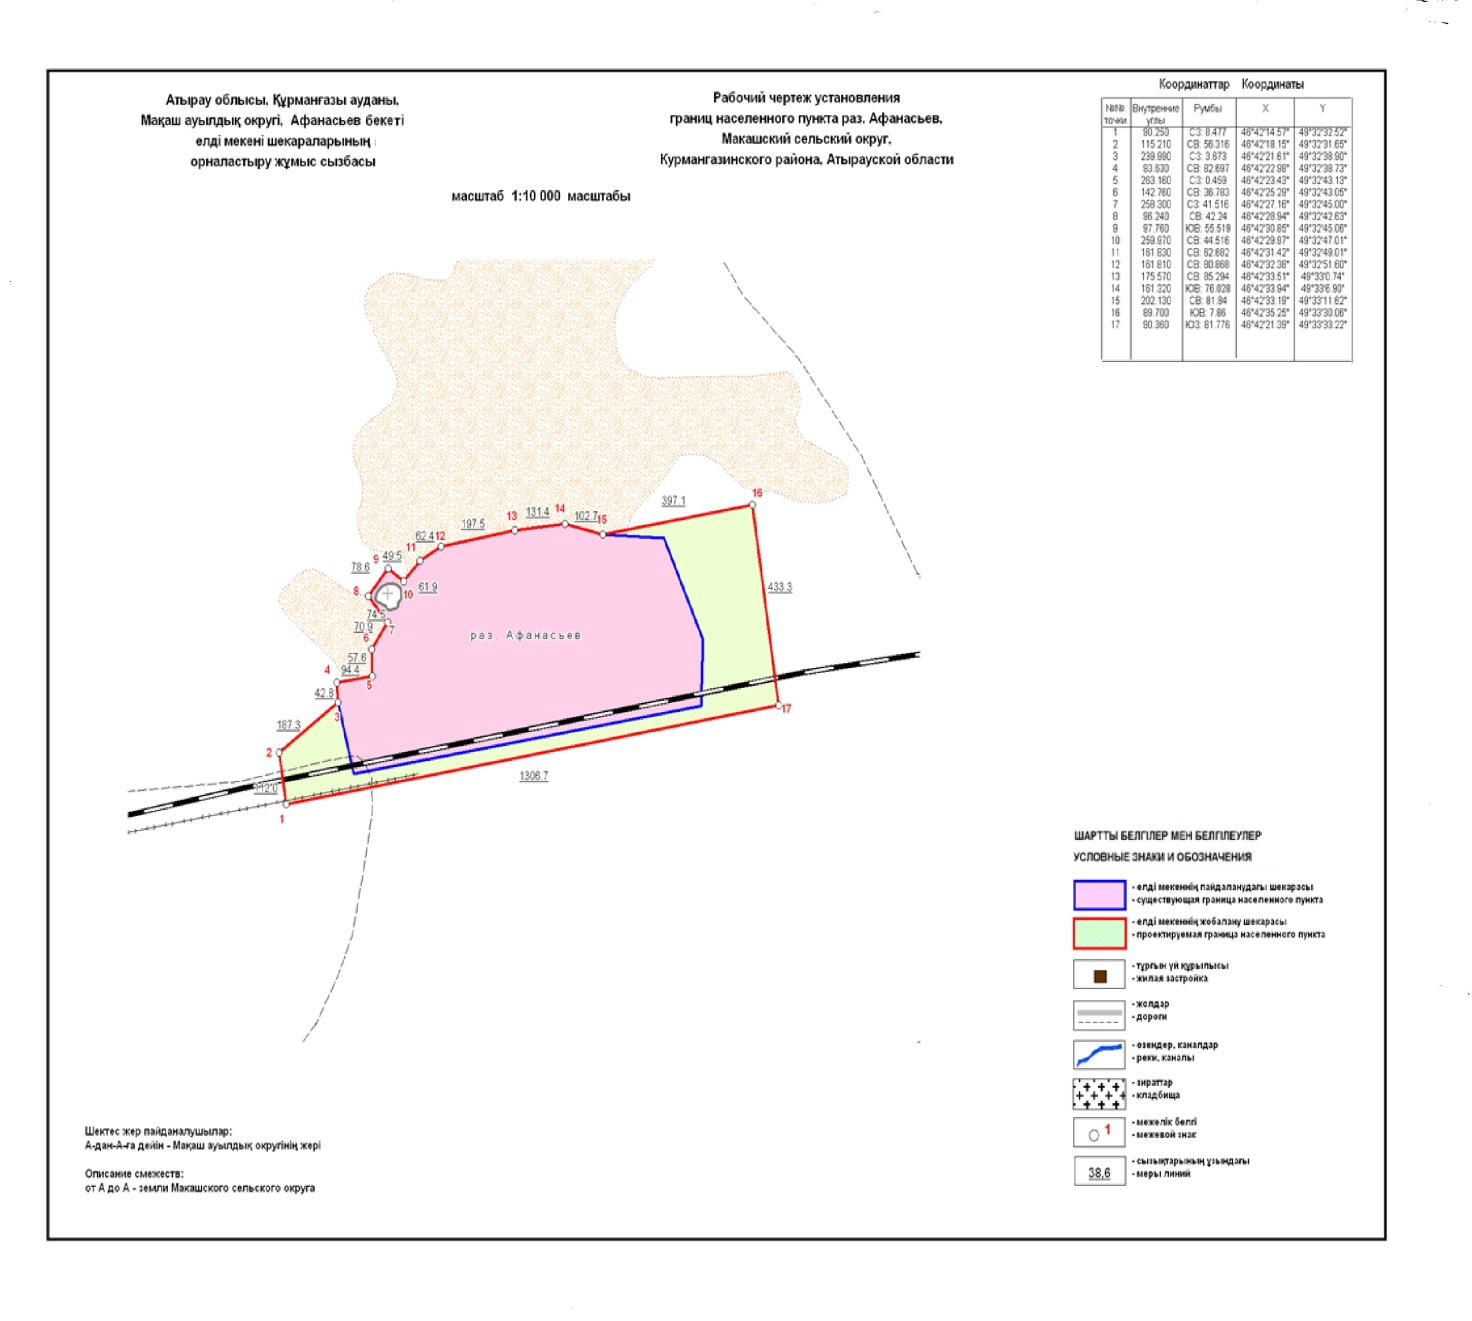 Атырау облысы, Құрманғазы ауданы,
Мақаш ауылдық округі, Афанасьев бекеті
елді мекені шекараларының
орналастыру жұмыс сызбасы
Рабочий чертеж установления
границ населенного пункта раз. Афанасьев,
Макашский сельский округ,
Курмангазинского района, Атырауской области
масштаб 1:10 000 масштабы
Координаттар Координаты
№№ точки Внутренние углы Румбы X Y
1 90.250 СЗ: 8.477 46°42'14.57" 49°32'32.52"
2 115.210 СВ: 56.316 46°42'18.15" 49°32'31.65"
3 239.990 СЗ: 3.673 46°42'21.61" 49°32'38.90"
4 93.630 СВ: 82.697 46°42'22.98" 49°32'38.73"
5 263.160 СЗ: 0.459 46°42'23.43" 49°32'43.13"
6 142.760 СВ: 36.783 46°42'25.29" 49°32'43.05"
7 258.300 СЗ: 41.516 46°42'27.16" 49°32'45.00"
8 96.240 СВ: 42.24 46°42'28.94" 49°32'42.63"
9 97.760 ЮВ: 55.519 46°42'30.85" 49°32'45.06"
10 259.970 СВ: 44.516 46°42'29.97" 49°32'47.01"
11 161.830 СВ: 62.682 46°42'31.42" 49°32'49.01"
12 161.810 СВ: 80.868 46°42'32.38" 49°32'51.60"
13 175.570 СВ: 85.294 46°42'33.51" 49°33'0.74"
14 161.320 ЮВ: 76.028 46°42'33.94" 49°33'6.90"
15 202.130 СВ: 81.84 46°42'33.19" 49°33'11.62"
16 89.700 ЮВ: 7.86 46°42'35.25" 49°33'30.06"
17 90.360 ЮЗ: 81.776 46°42'21.39" 49°33'33.22"
397.1
16
131.4 14
13
197.5
102.7 15
62.4 12
11
9 49.5
78.6
433.3
8
10 61.9
74.5
70.9 7
6
раз. Афанасьев
57.6
4 94.4
5
42.8
3
17
187.3
2
1306.7
112.0
1
ШАРТТЫ БЕЛГІЛЕР МЕН БЕЛГІЛЕУЛЕР
УСЛОВНЫЕ ЗНАКИ И ОБОЗНАЧЕНИЯ
- елді мекеннің пайдаланудағы шекарасы
- существующая граница населенного пункта
- елді мекеннің жобалану шекарасы
- проектируемая граница населенного пункта
- тұрғын үй құрылысы
- жилая застройка
- жолдар
- дороги
- өзендер, каналдар
- реки, каналы
- зираттар
- кладбища
1
- межелік белгі
- межевой знак
38,6
- сызықтарының ұзындағы
- меры линий
Шектес жер пайданалушылар:
А-дан-А-ға дейін - Мақаш ауылдық округінің жері
Описание смежеств:
от А до А - земли Макашского сельского округа